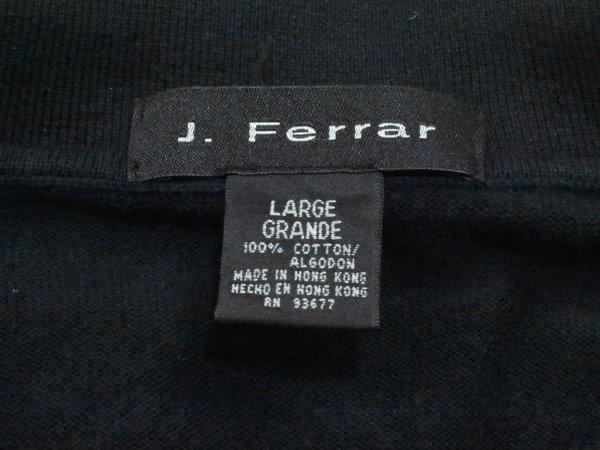 J. Ferrar
LARGE
GRANDE
100% COTTON/
ALGODON
MADE IN HONG KONG
HECHO EN HONG KONG
RN 93677